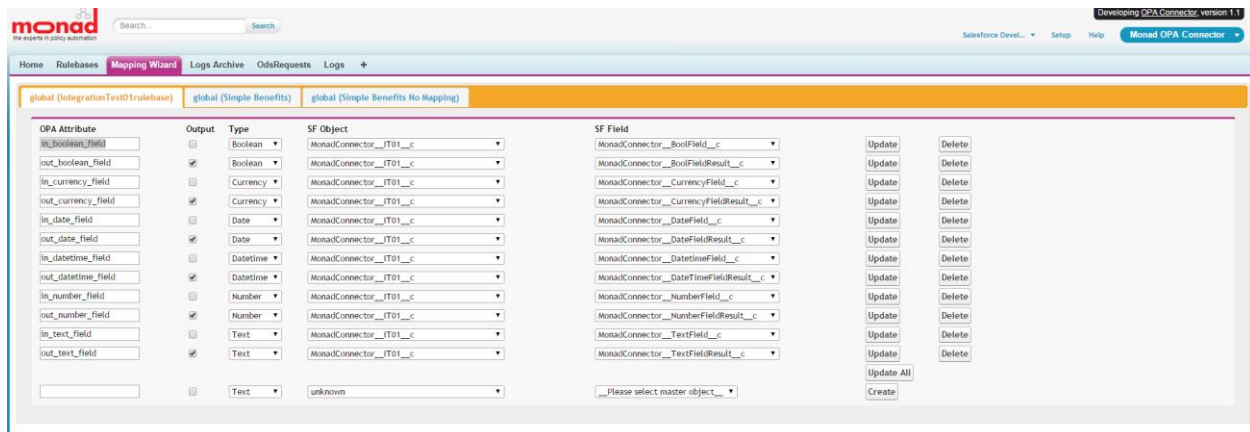 Developing OPA Connector, version 1.1
monad
the experts in policy automation
Search...
Search
Salesforce Devel...
Setup
Help
Monad OPA Connector
Home Rulebases Mapping Wizard Logs Archive OdsRequests Logs +
global (IntegrationTest01rulebase) global (Simple Benefits) global (Simple Benefits No Mapping)
OPA Attribute Output Type SF Object SF Field
in_boolean_field Boolean MonadConnector__IT01__c MonadConnector__BoolField__c Update Delete
out_boolean_field Boolean MonadConnector__IT01__c MonadConnector__BoolFieldResult__c Update Delete
in_currency_field Currency MonadConnector__IT01__c MonadConnector__CurrencyField__c Update Delete
out_currency_field Currency MonadConnector__IT01__c MonadConnector__CurrencyFieldResult__c Update Delete
in_date_field Date MonadConnector__IT01__c MonadConnector__DateField__c Update Delete
out_date_field Date MonadConnector__IT01__c MonadConnector__DateFieldResult__c Update Delete
in_datetime_field Datetime MonadConnector__IT01__c MonadConnector__DatetimeField__c Update Delete
out_datetime_field Datetime MonadConnector__IT01__c MonadConnector__DateTimeFieldResult__c Update Delete
in_number_field Number MonadConnector__IT01__c MonadConnector__NumberField__c Update Delete
out_number_field Number MonadConnector__IT01__c MonadConnector__NumberFieldResult__c Update Delete
in_text_field Text MonadConnector__IT01__c MonadConnector__TextField__c Update Delete
out_text_field Text MonadConnector__IT01__c MonadConnector__TextFieldResult__c Update Delete
Update All
Text unknown __Please select master object__ Create